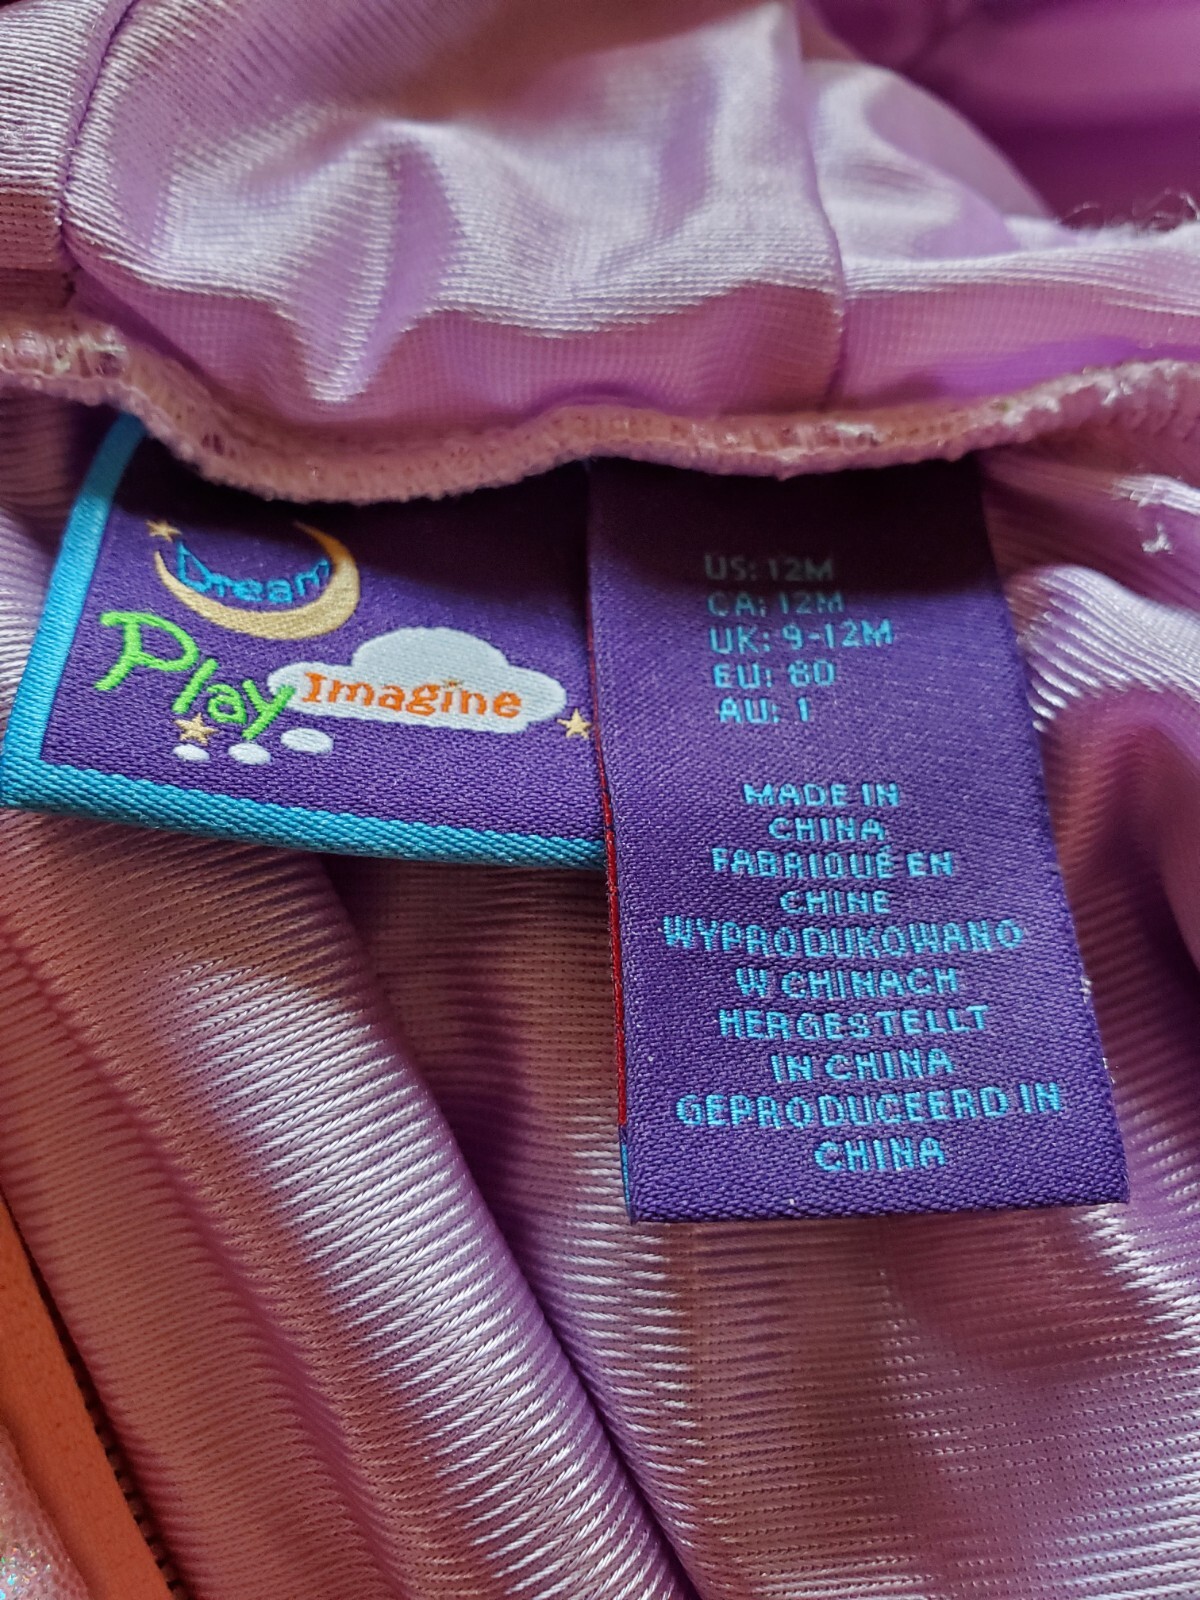 Dream
Play
Imagine
US: 12M
CA: 12M
UK: 9-12M
EU: 80
AU: 1
MADE IN
CHINA
FABRIQUÉ EN
CHINE
WYPRODUKOWANO
W CHINACH
HERGESTELLT
IN CHINA
GEPRODUCEERD IN
CHINA